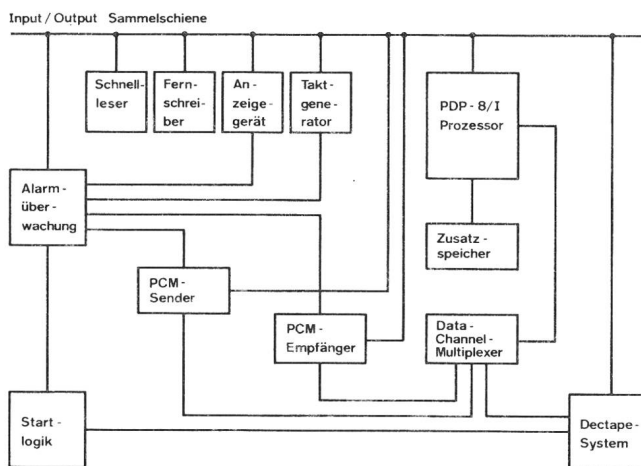 Input / Output Sammelschiene
Schnell-
leser
Fern-
schrei-
ber
An-
zeige-
gerät
Takt-
gene-
rator
PDP - 8/I
Prozessor
Alarm-
über-
wachung
Zusatz-
speicher
PCM -
Sender
PCM -
Empfänger
Data -
Channel-
Multiplexer
Start -
logik
Dectape-
System